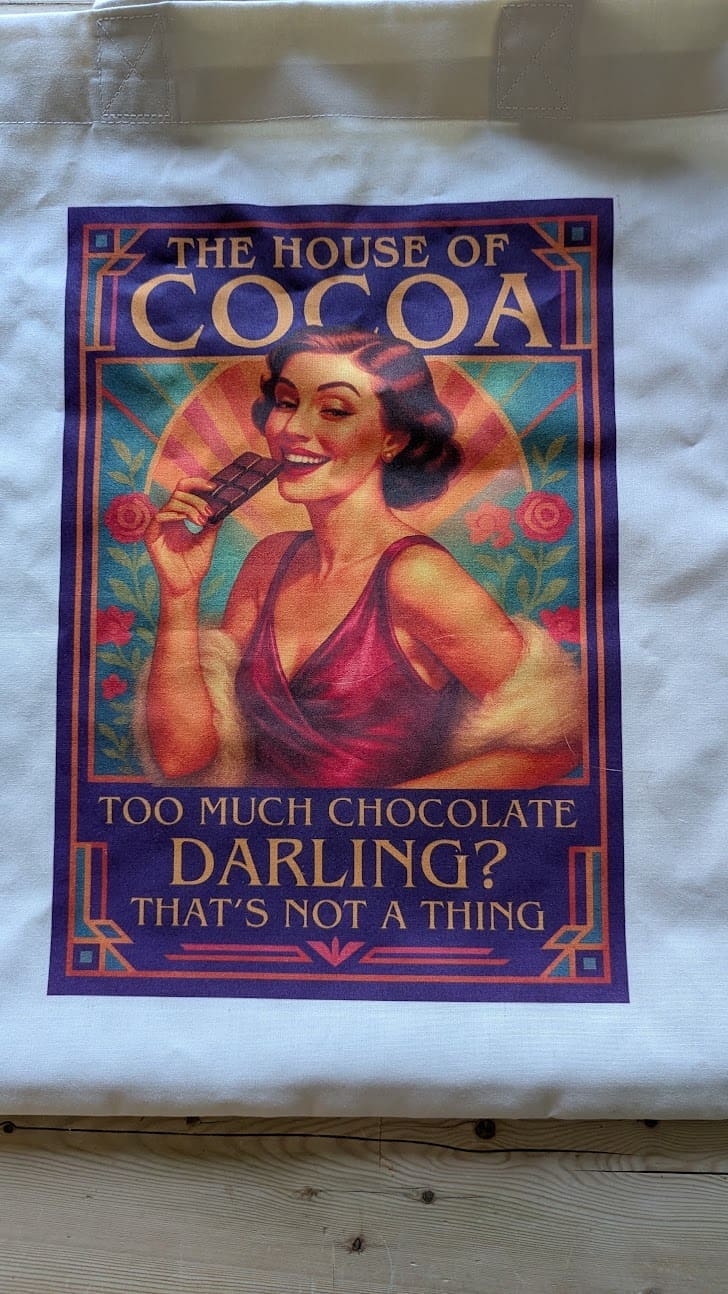 THE HOUSE OF
COCOA
TOO MUCH CHOCOLATE
DARLING?
THAT'S NOT A THING